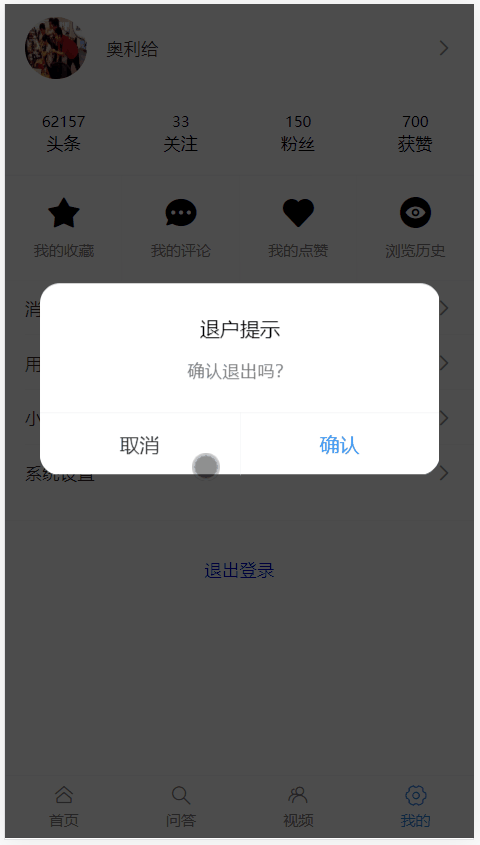 奥利给
62157 33 150 700
头条 关注 粉丝 获赞
我的收藏 我的评论 我的点赞 浏览历史
消
退户提示
确认退出吗?
用
小
取消 确认
系统设置
退出登录
首页 问答 视频 我的